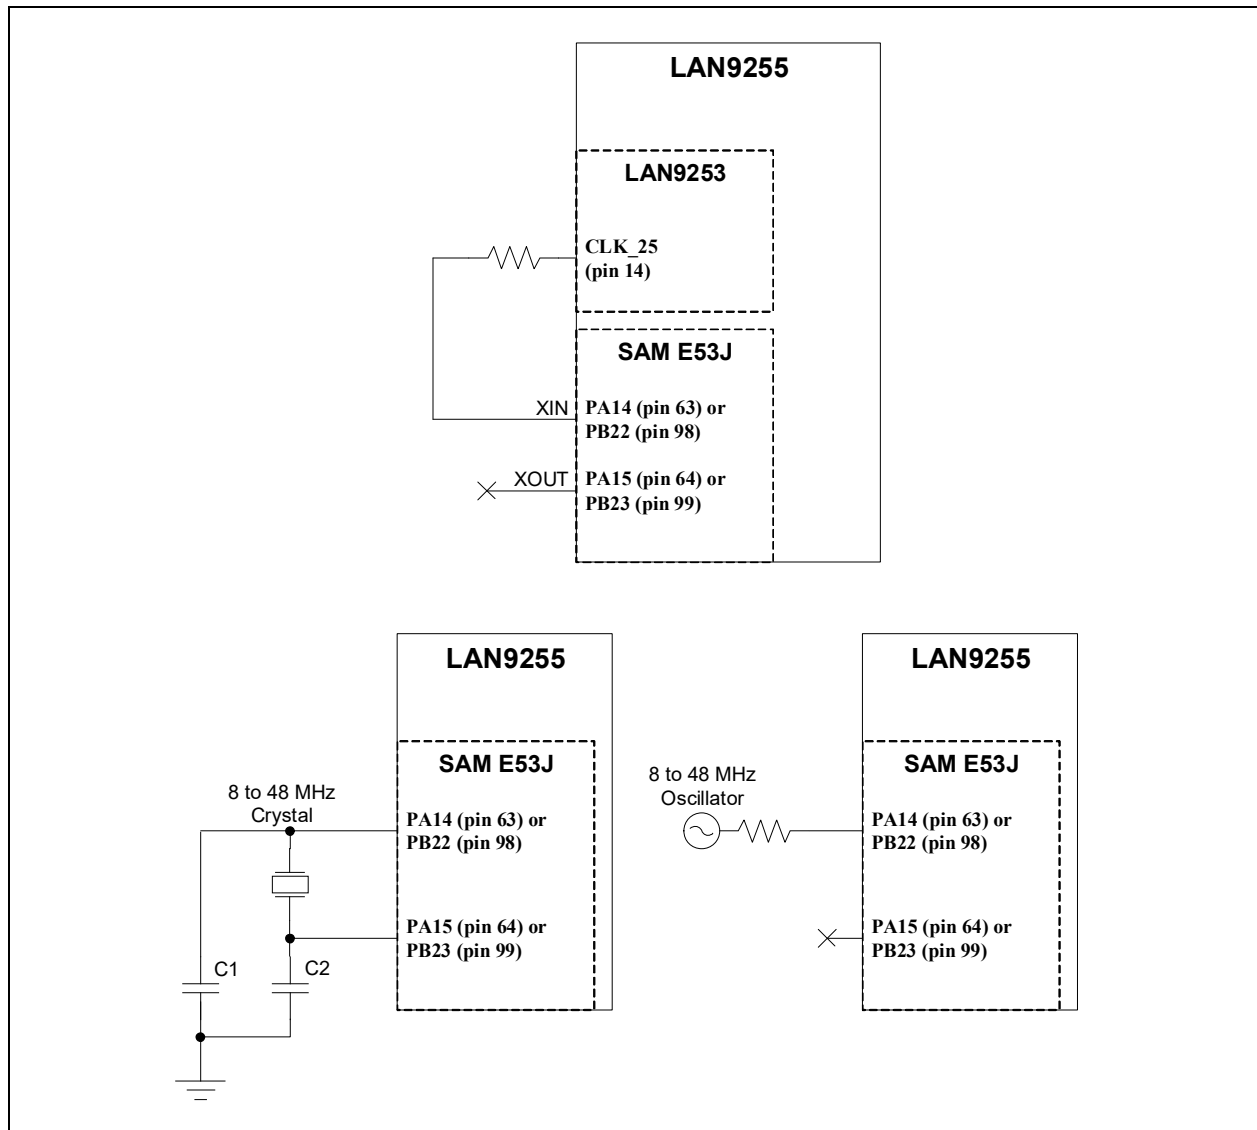 LAN9255
LAN9253
CLK_25
(pin 14)
SAM E53J
XIN
PA14 (pin 63) or
PB22 (pin 98)
XOUT
PA15 (pin 64) or
PB23 (pin 99)
LAN9255
SAM E53J
8 to 48 MHz
Crystal
PA14 (pin 63) or
PB22 (pin 98)
PA15 (pin 64) or
PB23 (pin 99)
C1
C2
LAN9255
SAM E53J
8 to 48 MHz
Oscillator
PA14 (pin 63) or
PB22 (pin 98)
PA15 (pin 64) or
PB23 (pin 99)